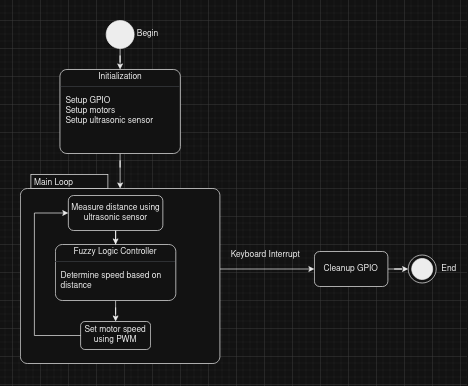 Begin
Initialization
Setup GPIO
Setup motors
Setup ultrasonic sensor
Main Loop
Measure distance using
ultrasonic sensor
Fuzzy Logic Controller
Determine speed based on
distance
Set motor speed
using PWM
Keyboard Interrupt
Cleanup GPIO
End